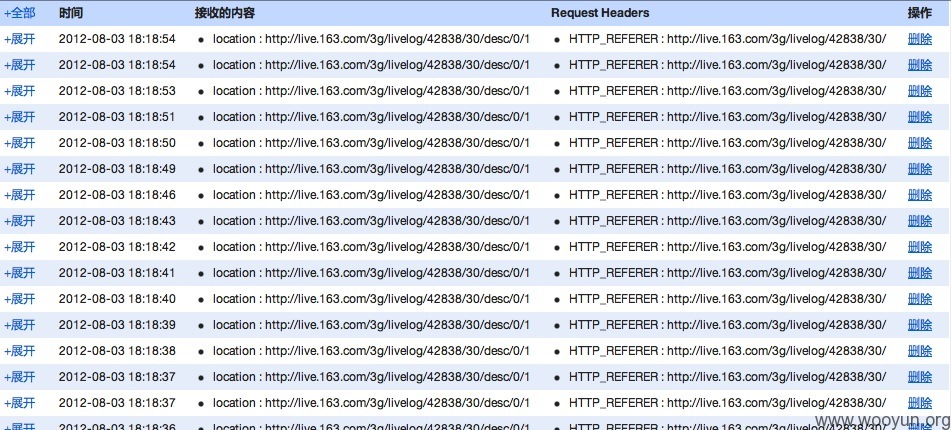 +全部 时间 接收的内容 Request Headers 操作
+展开 2012-08-03 18:18:54 • location : http://live.163.com/3g/livelog/42838/30/desc/0/1 • HTTP_REFERER : http://live.163.com/3g/livelog/42838/30/ 删除
+展开 2012-08-03 18:18:54 • location : http://live.163.com/3g/livelog/42838/30/desc/0/1 • HTTP_REFERER : http://live.163.com/3g/livelog/42838/30/ 删除
+展开 2012-08-03 18:18:53 • location : http://live.163.com/3g/livelog/42838/30/desc/0/1 • HTTP_REFERER : http://live.163.com/3g/livelog/42838/30/ 删除
+展开 2012-08-03 18:18:51 • location : http://live.163.com/3g/livelog/42838/30/desc/0/1 • HTTP_REFERER : http://live.163.com/3g/livelog/42838/30/ 删除
+展开 2012-08-03 18:18:50 • location : http://live.163.com/3g/livelog/42838/30/desc/0/1 • HTTP_REFERER : http://live.163.com/3g/livelog/42838/30/ 删除
+展开 2012-08-03 18:18:49 • location : http://live.163.com/3g/livelog/42838/30/desc/0/1 • HTTP_REFERER : http://live.163.com/3g/livelog/42838/30/ 删除
+展开 2012-08-03 18:18:46 • location : http://live.163.com/3g/livelog/42838/30/desc/0/1 • HTTP_REFERER : http://live.163.com/3g/livelog/42838/30/ 删除
+展开 2012-08-03 18:18:43 • location : http://live.163.com/3g/livelog/42838/30/desc/0/1 • HTTP_REFERER : http://live.163.com/3g/livelog/42838/30/ 删除
+展开 2012-08-03 18:18:42 • location : http://live.163.com/3g/livelog/42838/30/desc/0/1 • HTTP_REFERER : http://live.163.com/3g/livelog/42838/30/ 删除
+展开 2012-08-03 18:18:41 • location : http://live.163.com/3g/livelog/42838/30/desc/0/1 • HTTP_REFERER : http://live.163.com/3g/livelog/42838/30/ 删除
+展开 2012-08-03 18:18:40 • location : http://live.163.com/3g/livelog/42838/30/desc/0/1 • HTTP_REFERER : http://live.163.com/3g/livelog/42838/30/ 删除
+展开 2012-08-03 18:18:39 • location : http://live.163.com/3g/livelog/42838/30/desc/0/1 • HTTP_REFERER : http://live.163.com/3g/livelog/42838/30/ 删除
+展开 2012-08-03 18:18:38 • location : http://live.163.com/3g/livelog/42838/30/desc/0/1 • HTTP_REFERER : http://live.163.com/3g/livelog/42838/30/ 删除
+展开 2012-08-03 18:18:37 • location : http://live.163.com/3g/livelog/42838/30/desc/0/1 • HTTP_REFERER : http://live.163.com/3g/livelog/42838/30/ 删除
+展开 2012-08-03 18:18:37 • location : http://live.163.com/3g/livelog/42838/30/desc/0/1 • HTTP_REFERER : http://live.163.com/3g/livelog/42838/30/ 删除
+展开 2012-08-03 18:18:36 • location : http://live.163.com/3g/livelog/42838/30/desc/0/1 • HTTP_REFERER : http://live.163.com/3g/livelog/42838/30/ 删除
www.wooyun.org